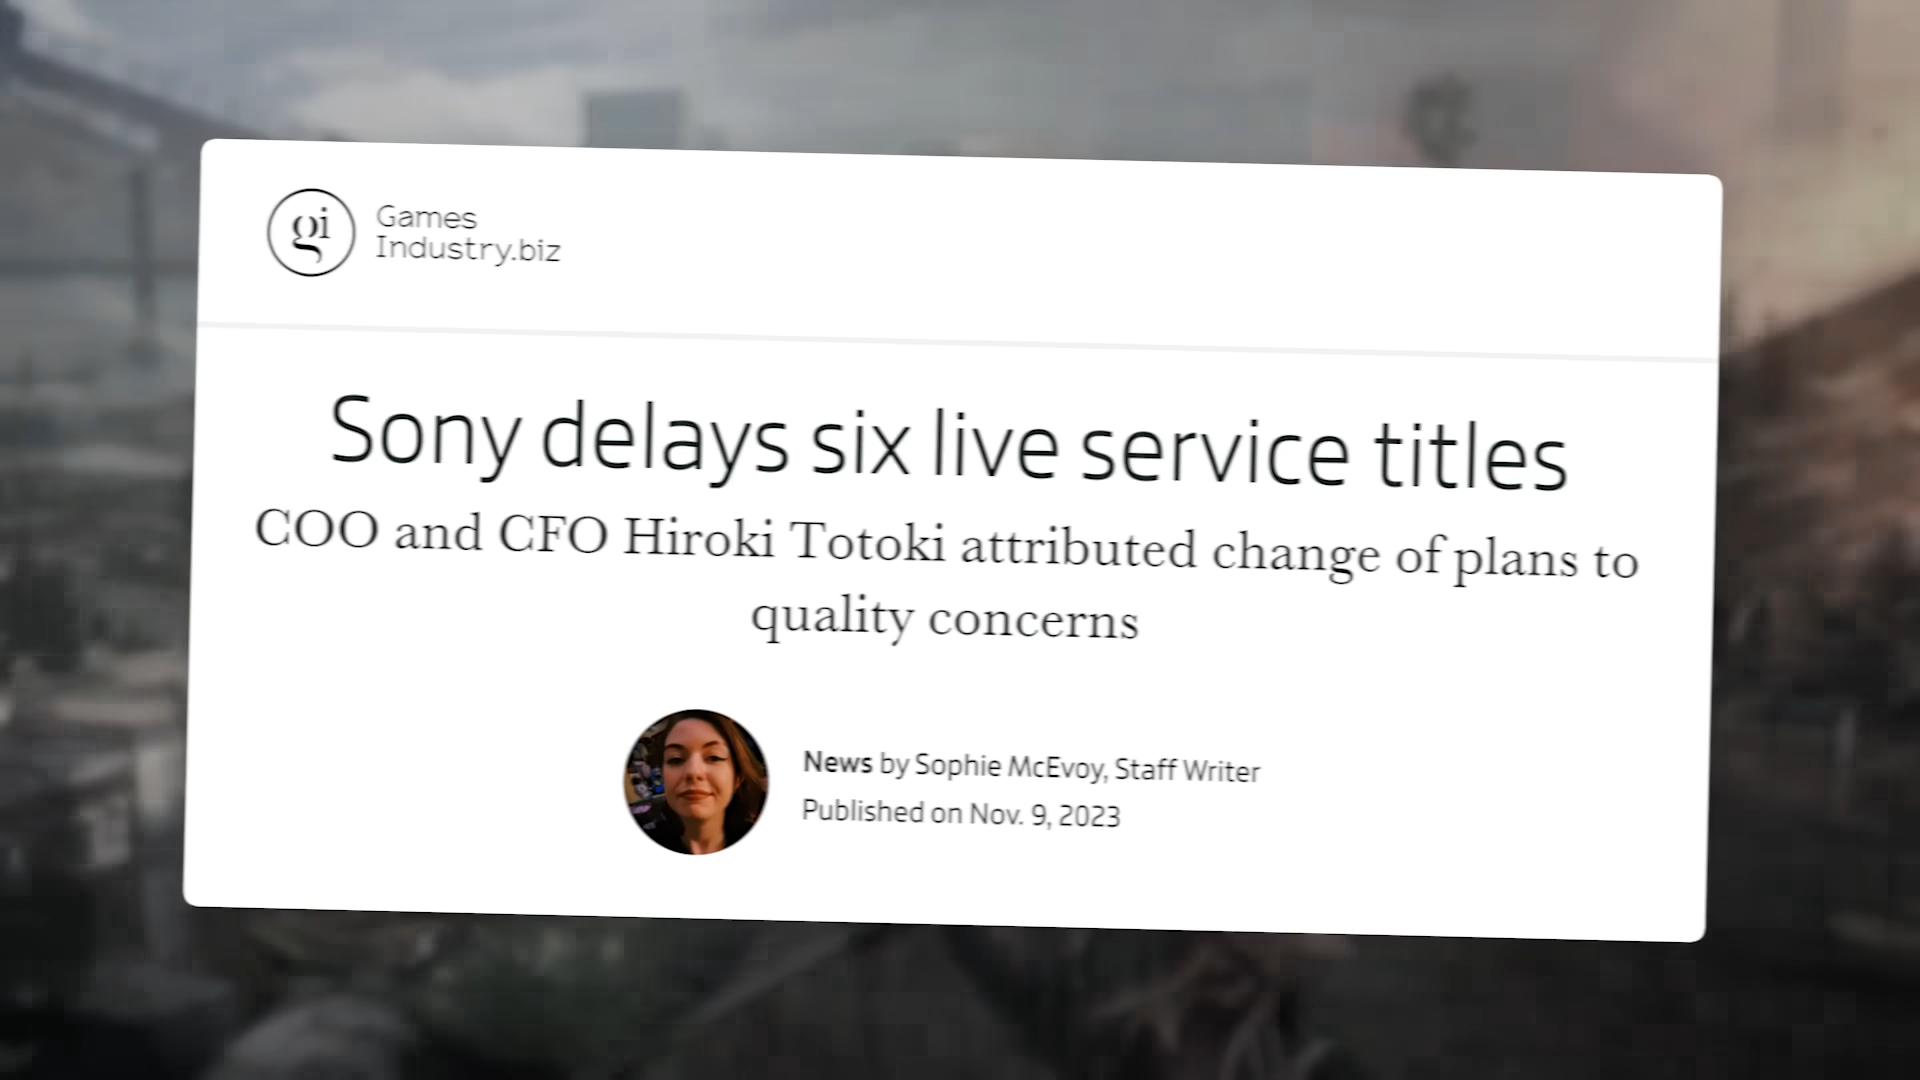 gi
Games
Industry.biz
Sony delays six live service titles
COO and CFO Hiroki Totoki attributed change of plans to
quality concerns
News by Sophie McEvoy, Staff Writer
Published on Nov. 9, 2023